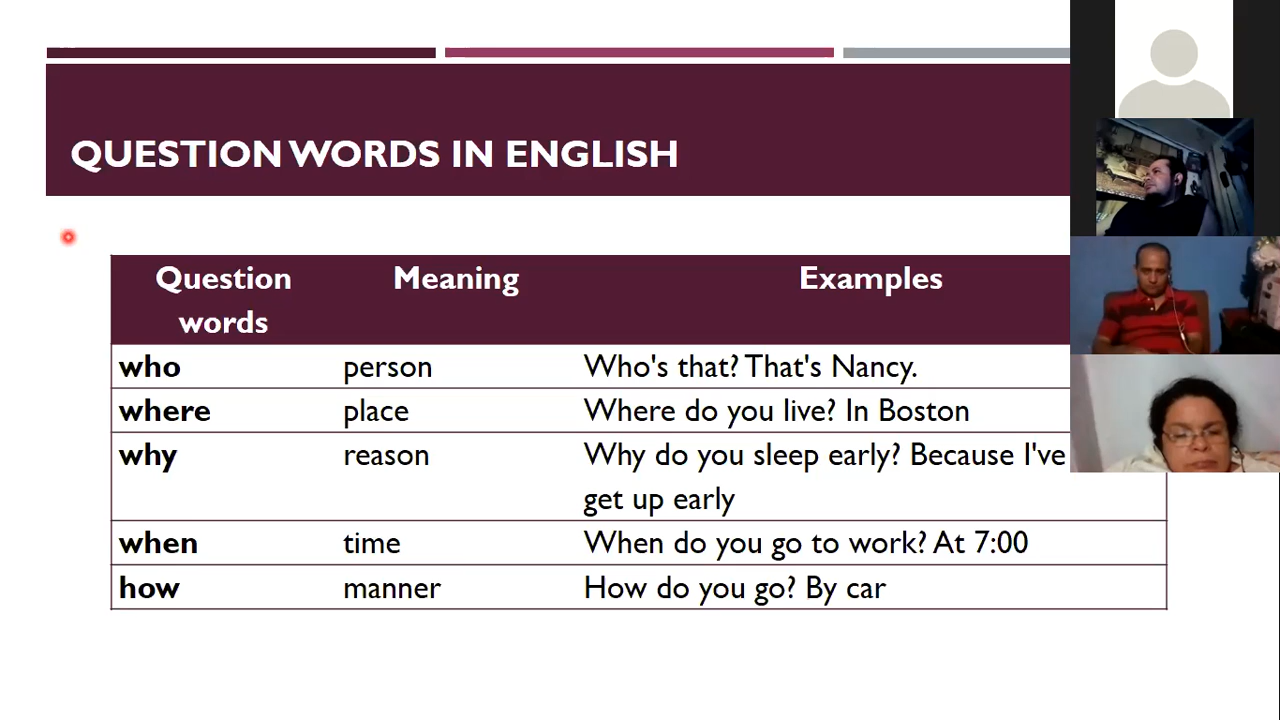 QUESTION WORDS IN ENGLISH
Question words Meaning Examples
who person Who's that? That's Nancy.
where place Where do you live? In Boston
why reason Why do you sleep early? Because I've
get up early
when time When do you go to work? At 7:00
how manner How do you go? By car